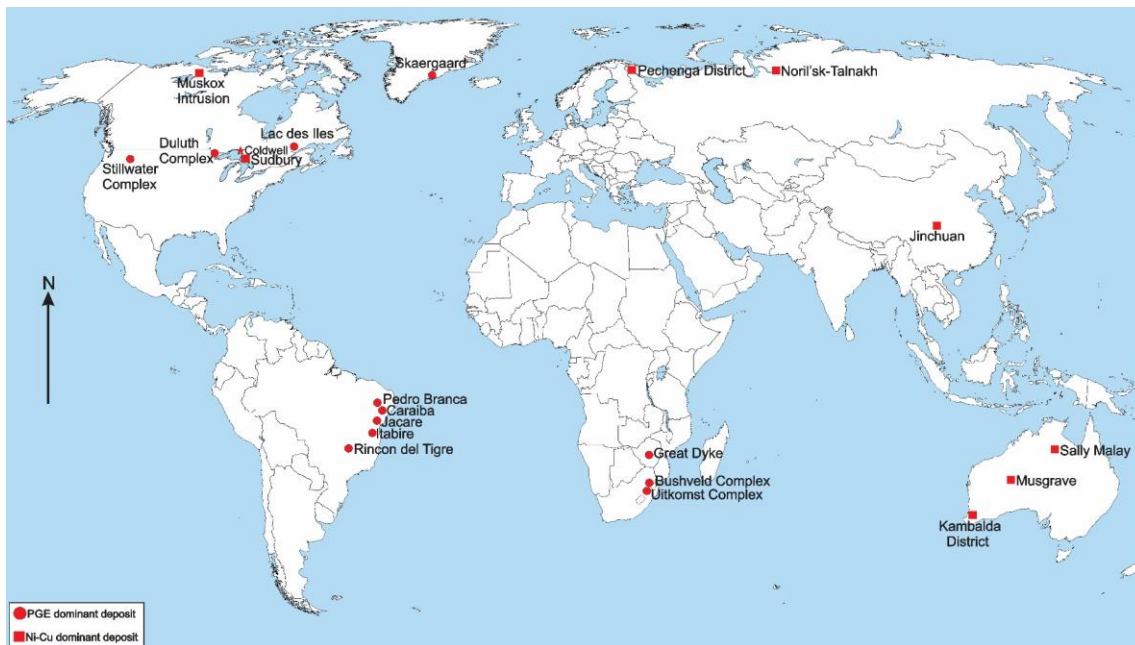 Skaergaard
Pechenga District
Noril'sk-Talnakh
Muskox
Intrusion
Lac des Iles
Duluth
Complex
Coldwell
Sudbury
Stillwater
Complex
Jinchuan
N
Pedro Branca
Caraiba
Jacare
Itabire
Rincon del Tigre
Great Dyke
Bushveld Complex
Uitkomst Complex
Sally Malay
Musgrave
Kambalda
District
PGE dominant deposit
Ni-Cu dominant deposit